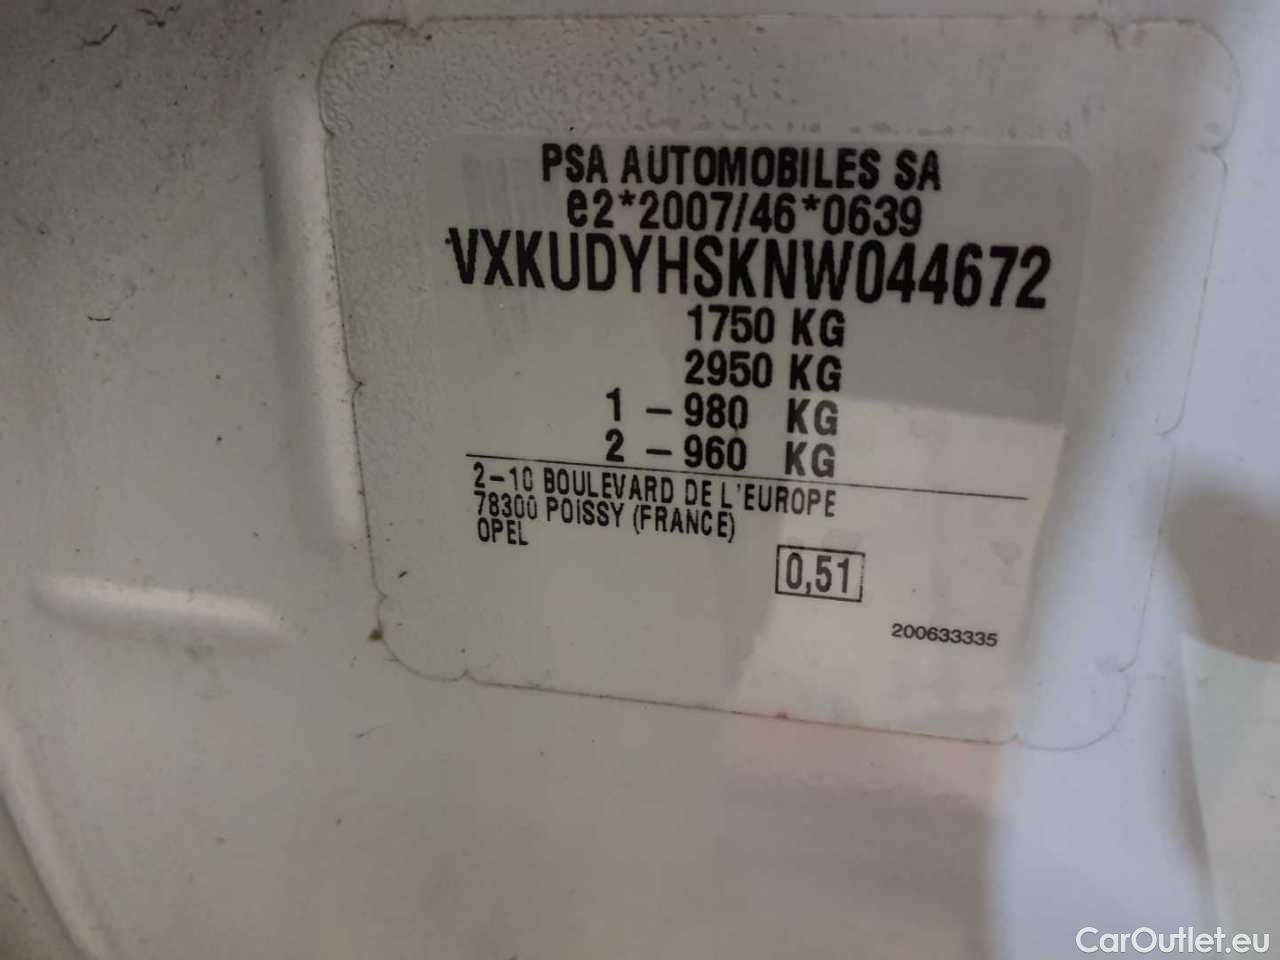 PSA AUTOMOBILES SA
e2*2007/46*0639
VXKUDYHSKNW044672
1750 KG
2950 KG
1 - 980 KG
2 - 960 KG
2-10 BOULEVARD DE L'EUROPE
78300 POISSY (FRANCE)
OPEL
0,51
200633335
CarOutlet.eu